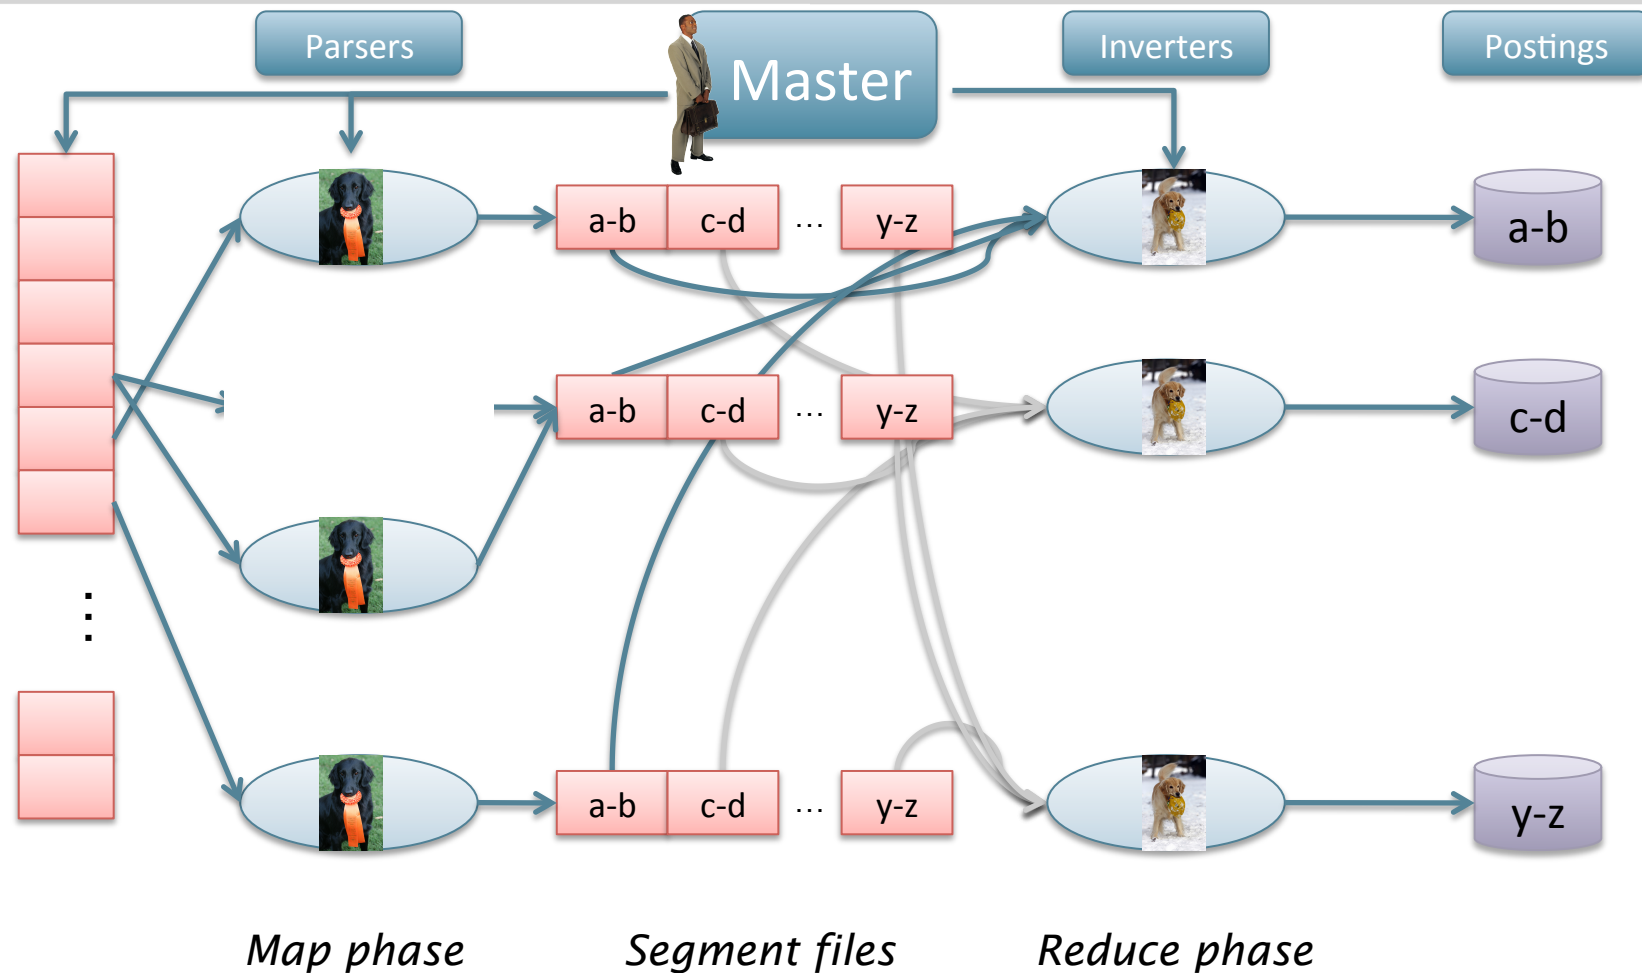 Parsers
Master
Inverters
Postings
a-b c-d ... y-z
a-b
a-b c-d ... y-z
c-d
a-b c-d ... y-z
y-z
Map phase
Segment files
Reduce phase